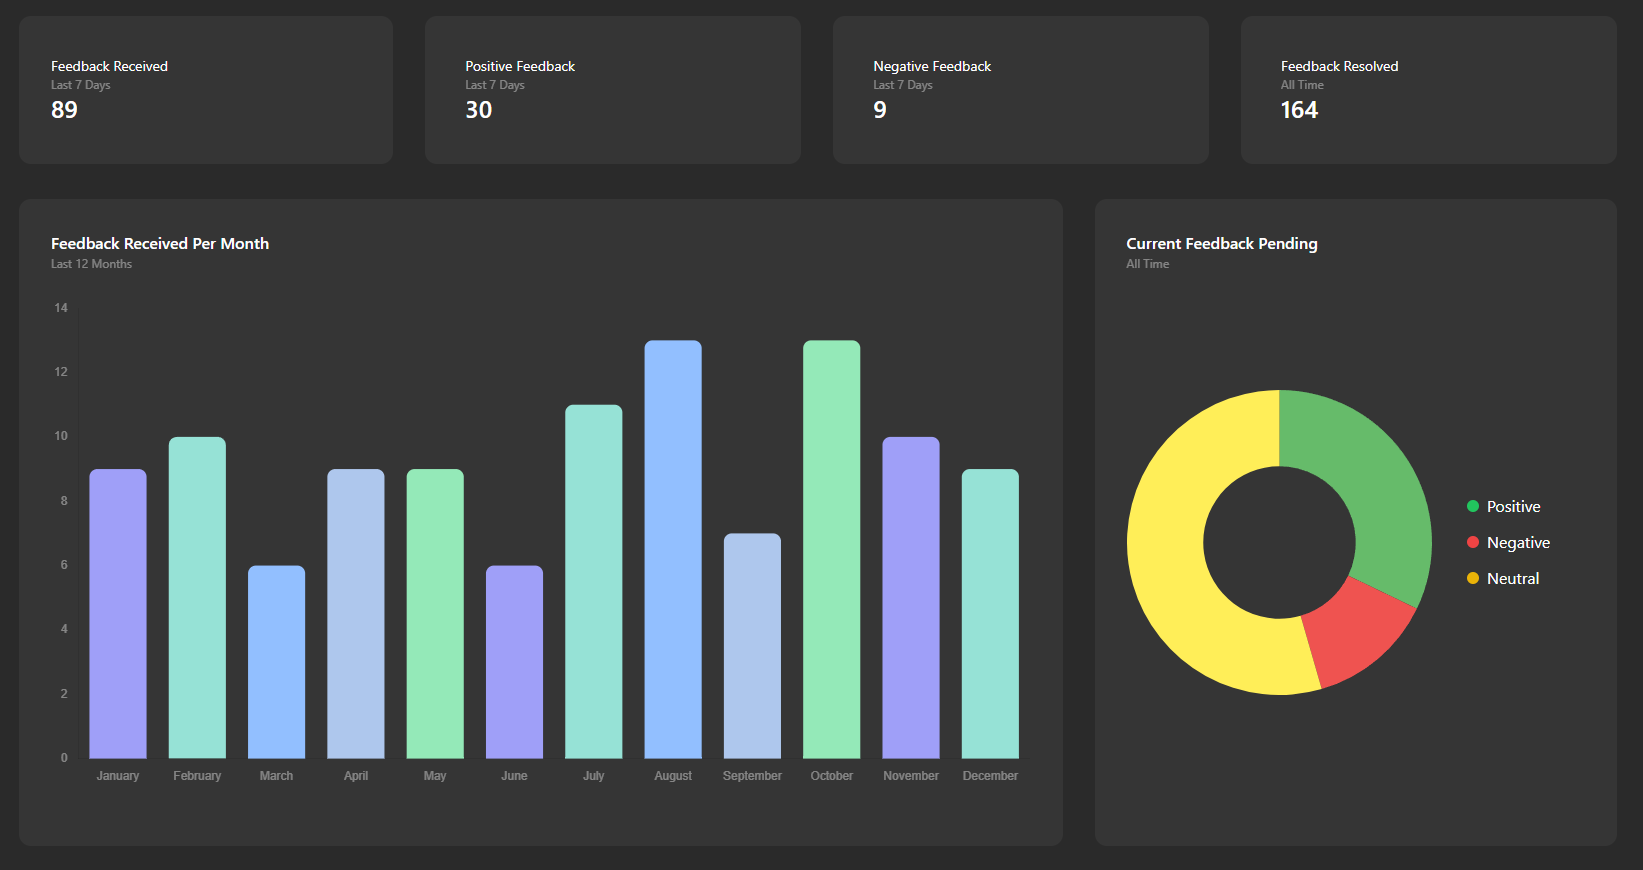 Feedback Received
Last 7 Days
89
Positive Feedback
Last 7 Days
30
Negative Feedback
Last 7 Days
9
Feedback Resolved
All Time
164
Feedback Received Per Month
Last 12 Months
14
12
10
8
6
4
2
0
January February March April May June July August September October November December
Current Feedback Pending
All Time
Positive
Negative
Neutral